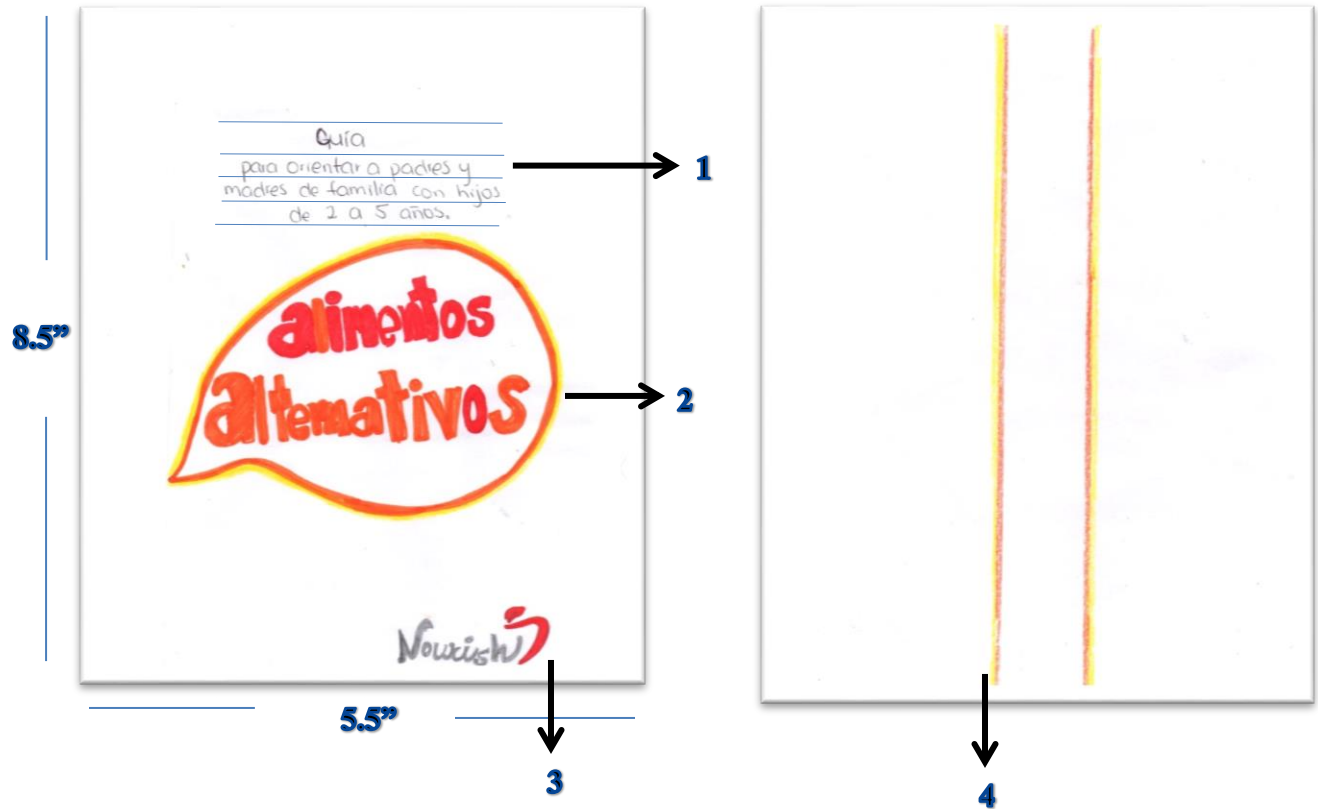 Guía
para orientar a padres y
madres de familia con hijos
de 2 a 5 años.
1
alimentos
alternativos
2
8.5”
Nourish
5.5”
3
4